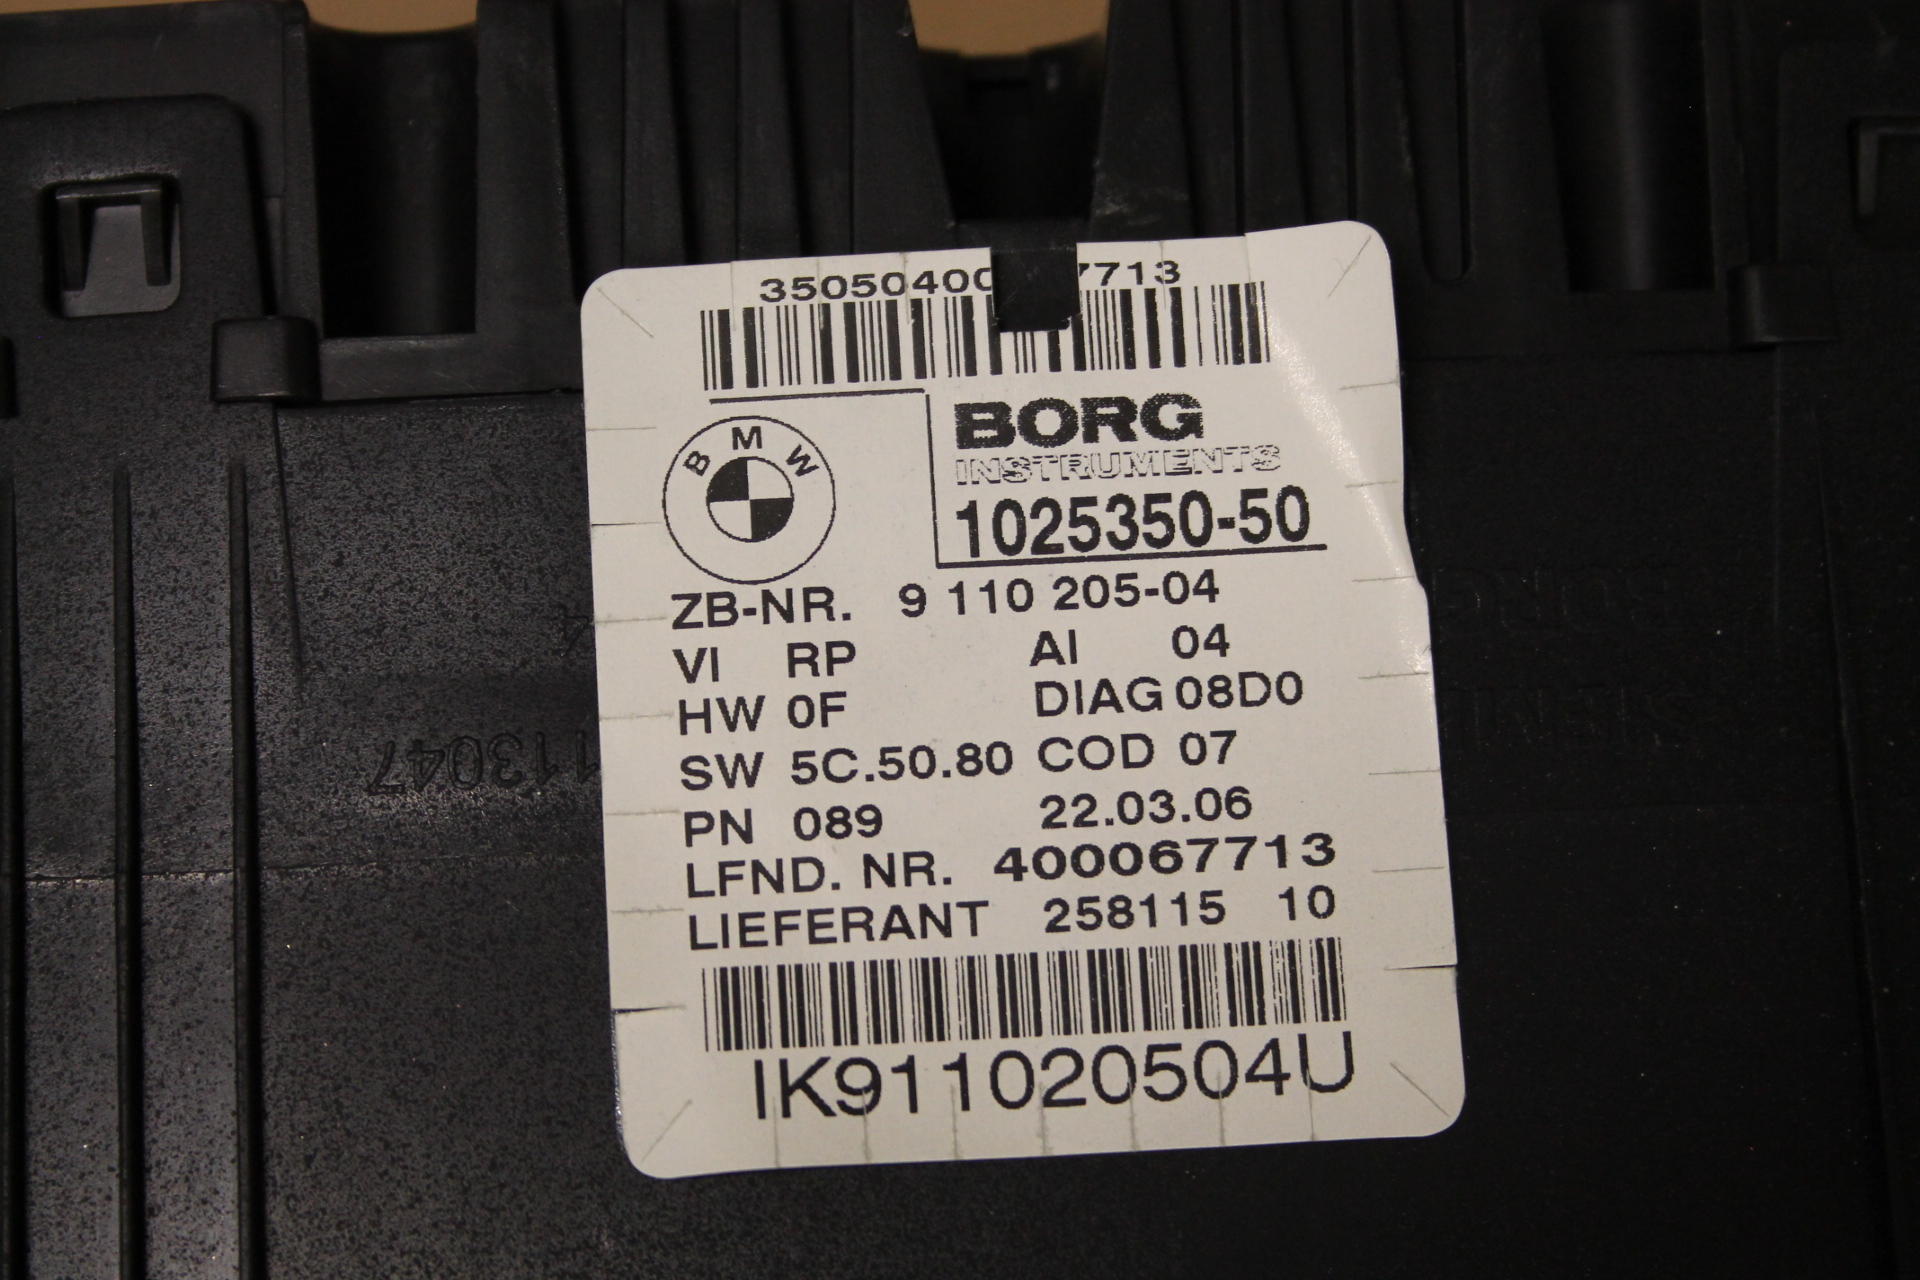 3505040 7713
BMW
BORG
INSTRUMENTS
1025350-50
ZB-NR. 9 110 205-04
VI RP AI 04
HW 0F DIAG 08D0
SW 5C.50.80 COD 07
PN 089 22.03.06
LFND. NR. 400067713
LIEFERANT 258115 10
IK911020504U
113047